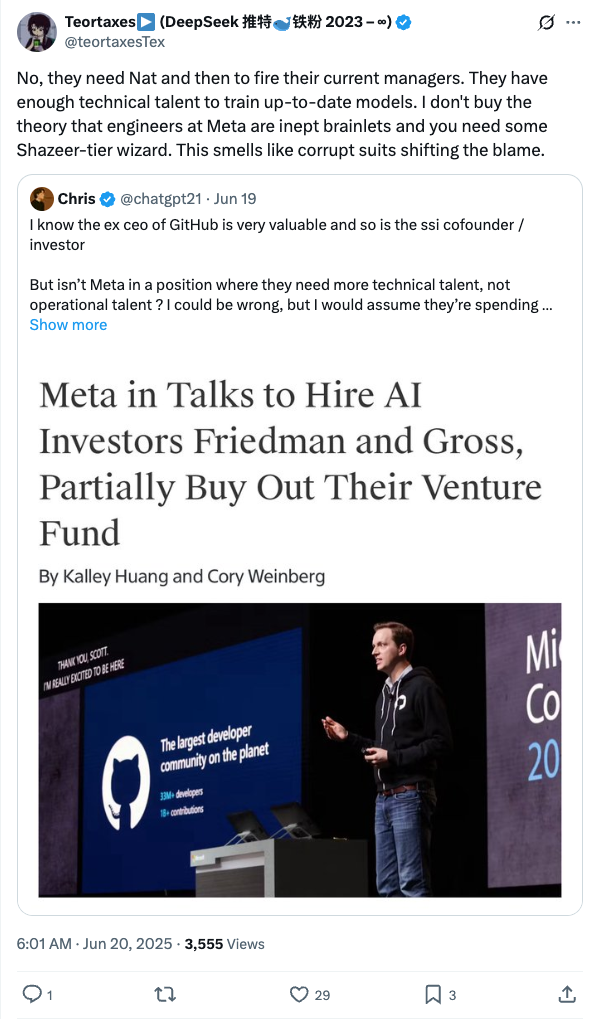 Teortaxes▶️ (DeepSeek 推特🐋铁粉 2023 – ∞)
@teortaxesTex
No, they need Nat and then to fire their current managers. They have
enough technical talent to train up-to-date models. I don't buy the
theory that engineers at Meta are inept brainlets and you need some
Shazeer-tier wizard. This smells like corrupt suits shifting the blame.
Chris @chatgpt21 · Jun 19
I know the ex ceo of GitHub is very valuable and so is the ssi cofounder /
investor
But isn’t Meta in a position where they need more technical talent, not
operational talent ? I could be wrong, but I would assume they’re spending ...
Show more
Meta in Talks to Hire AI
Investors Friedman and Gross,
Partially Buy Out Their Venture
Fund
By Kalley Huang and Cory Weinberg
THANK YOU, SCOTT.
I'M REALLY EXCITED TO BE HERE
The largest developer
community on the planet
33M+ developers
1B+ contributions
Mi
Co
20
6:01 AM · Jun 20, 2025 · 3,555 Views
1
29
3